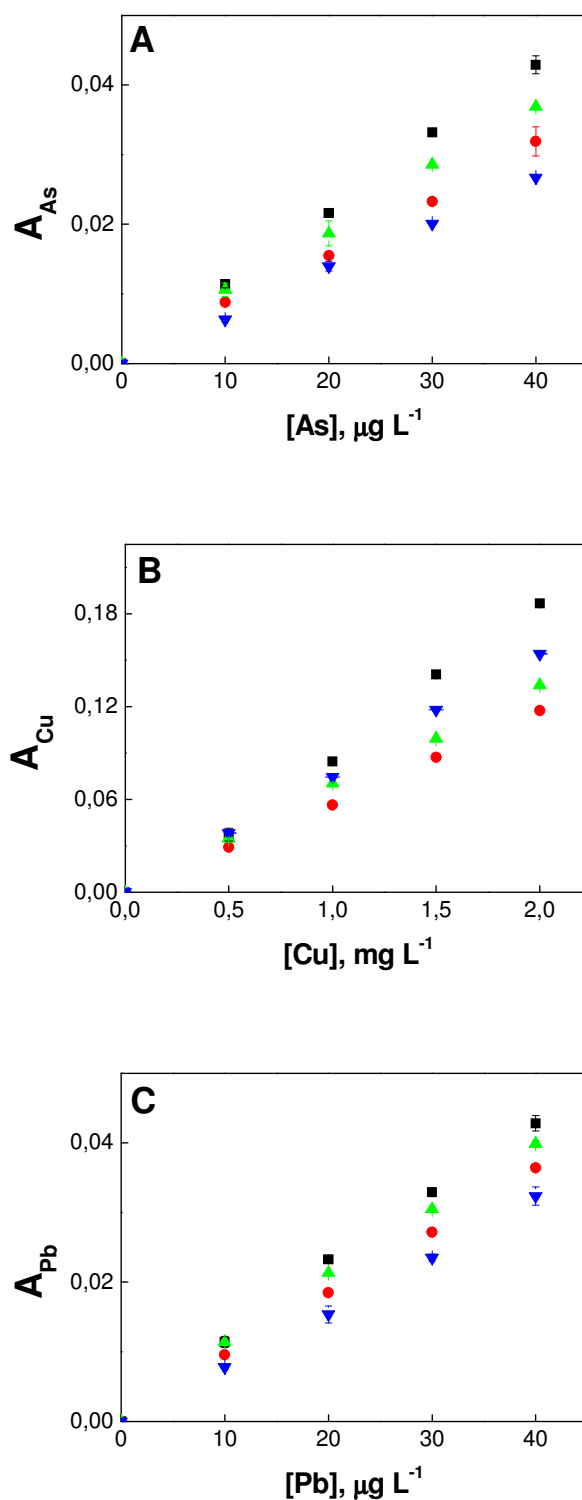 A
0,04
0,02
0,00
A_As
0 10 20 30 40
[As], μg L⁻¹
B
0,18
0,12
0,06
0,00
A_Cu
0,0 0,5 1,0 1,5 2,0
[Cu], mg L⁻¹
C
0,04
0,02
0,00
A_Pb
0 10 20 30 40
[Pb], μg L⁻¹